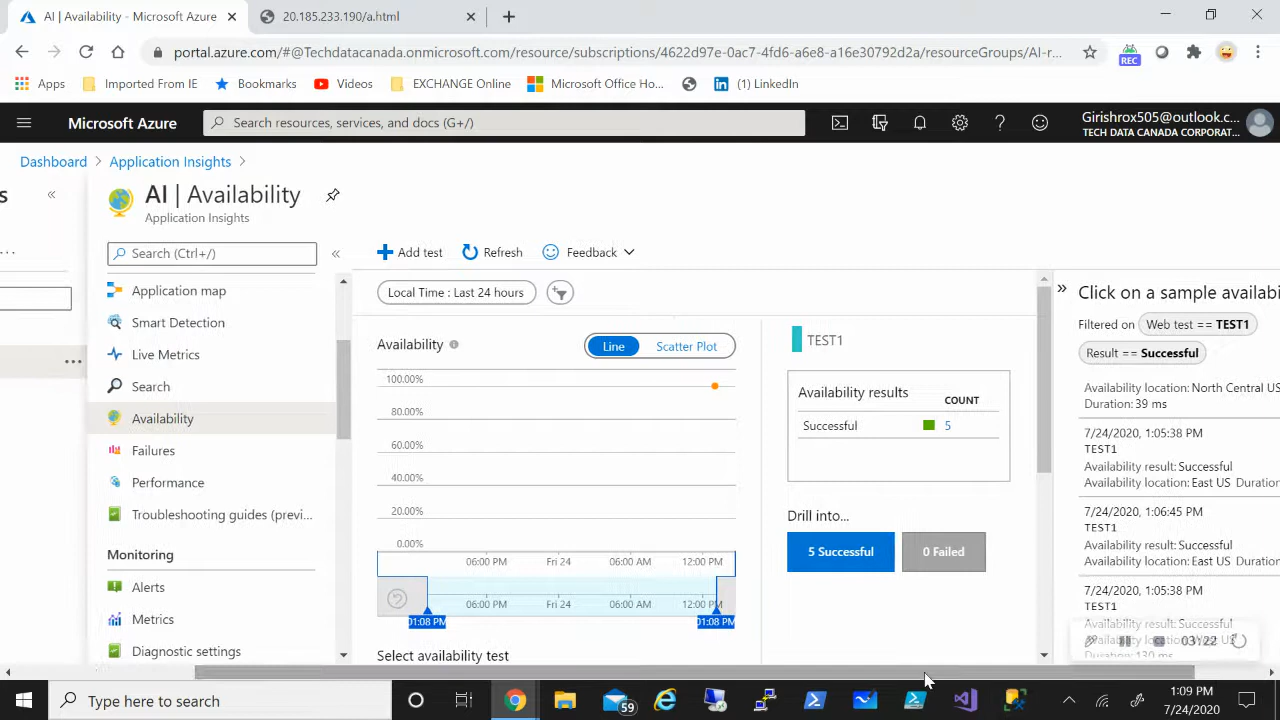 AI | Availability - Microsoft Azure
20.185.233.190/a.html
portal.azure.com/#@Techdatacanada.onmicrosoft.com/resource/subscriptions/4622d97e-0ac7-4fd6-a6e8-a16e30792d2a/resourceGroups/AI-r...
REC
Apps
Imported From IE
Bookmarks
Videos
EXCHANGE Online
Microsoft Office Ho...
(1) LinkedIn
Microsoft Azure
Search resources, services, and docs (G+/)
Girishrox505@outlook.c...
TECH DATA CANADA CORPORAT...
Dashboard > Application Insights >
s
AI | Availability
Application Insights
Search (Ctrl+/)
Application map
Smart Detection
Live Metrics
Search
Availability
Failures
Performance
Troubleshooting guides (previ...
Monitoring
Alerts
Metrics
Diagnostic settings
Add test
Refresh
Feedback
Local Time : Last 24 hours
Availability
Line
Scatter Plot
100.00%
80.00%
60.00%
40.00%
20.00%
0.00%
06:00 PM
Fri 24
06:00 AM
12:00 PM
06:00 PM
Fri 24
06:00 AM
12:00 PM
01:08 PM
01:08 PM
Select availability test
TEST1
Availability results
COUNT
Successful
5
Drill into...
5 Successful
0 Failed
Click on a sample availabi
Filtered on
Web test == TEST1
Result == Successful
Availability location: North Central US
Duration: 39 ms
7/24/2020, 1:05:38 PM
TEST1
Availability result: Successful
Availability location: East US Duration
7/24/2020, 1:06:45 PM
TEST1
Availability result: Successful
Availability location: East US Duration
7/24/2020, 1:05:38 PM
TEST1
Availability result: Successful
Availability location:
Duration: 130 ms
03:22
Type here to search
59
1:09 PM
7/24/2020